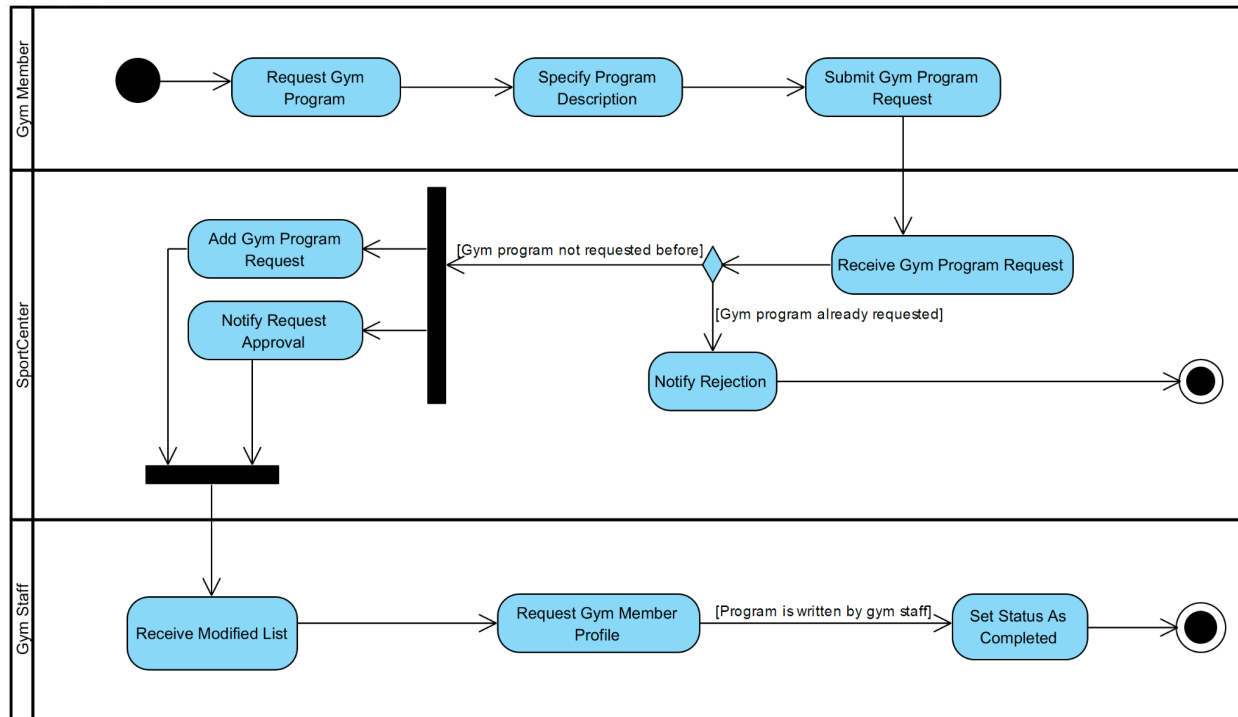 Gym Member
Request Gym
Program
Specify Program
Description
Submit Gym Program
Request
SportCenter
Add Gym Program
Request
[Gym program not requested before]
Receive Gym Program Request
Notify Request
Approval
[Gym program already requested]
Notify Rejection
Gym Staff
Receive Modified List
Request Gym Member
Profile
[Program is written by gym staff]
Set Status As
Completed